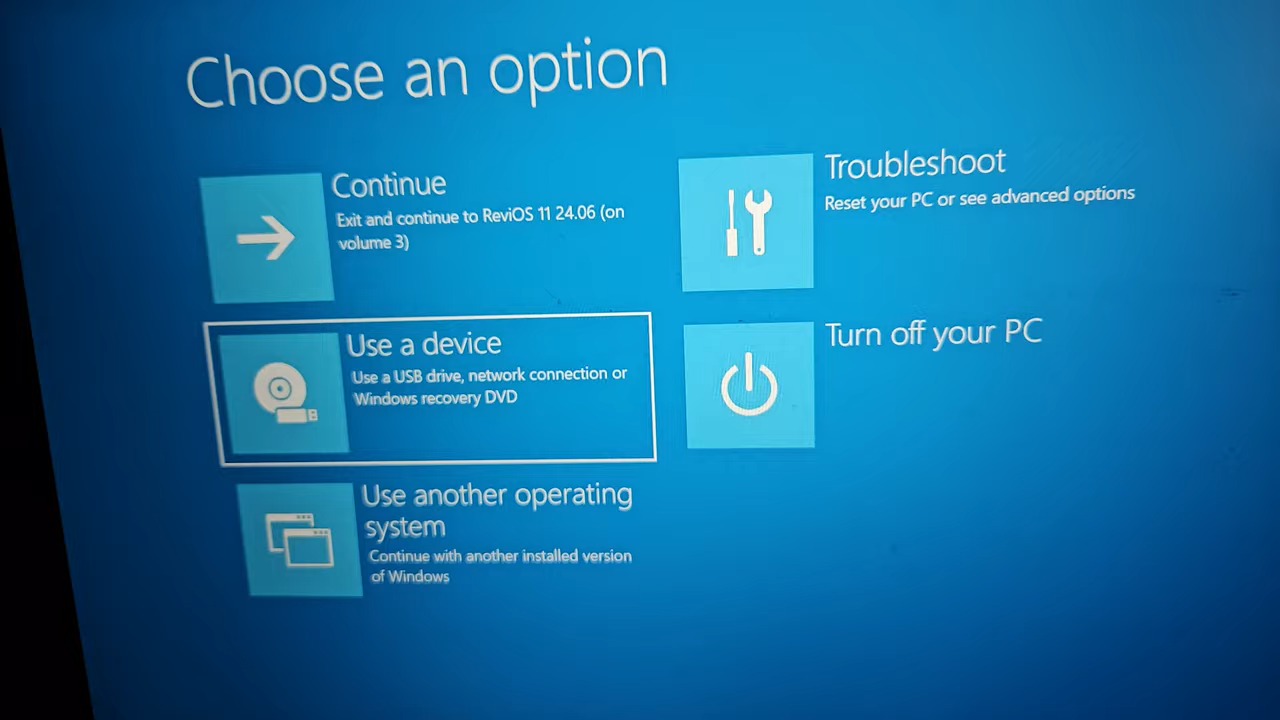 Choose an option
Continue
Exit and continue to ReviOS 11 24.06 (on
volume 3)
Use a device
Use a USB drive, network connection or
Windows recovery DVD
Use another operating
system
Continue with another installed version
of Windows
Troubleshoot
Reset your PC or see advanced options
Turn off your PC